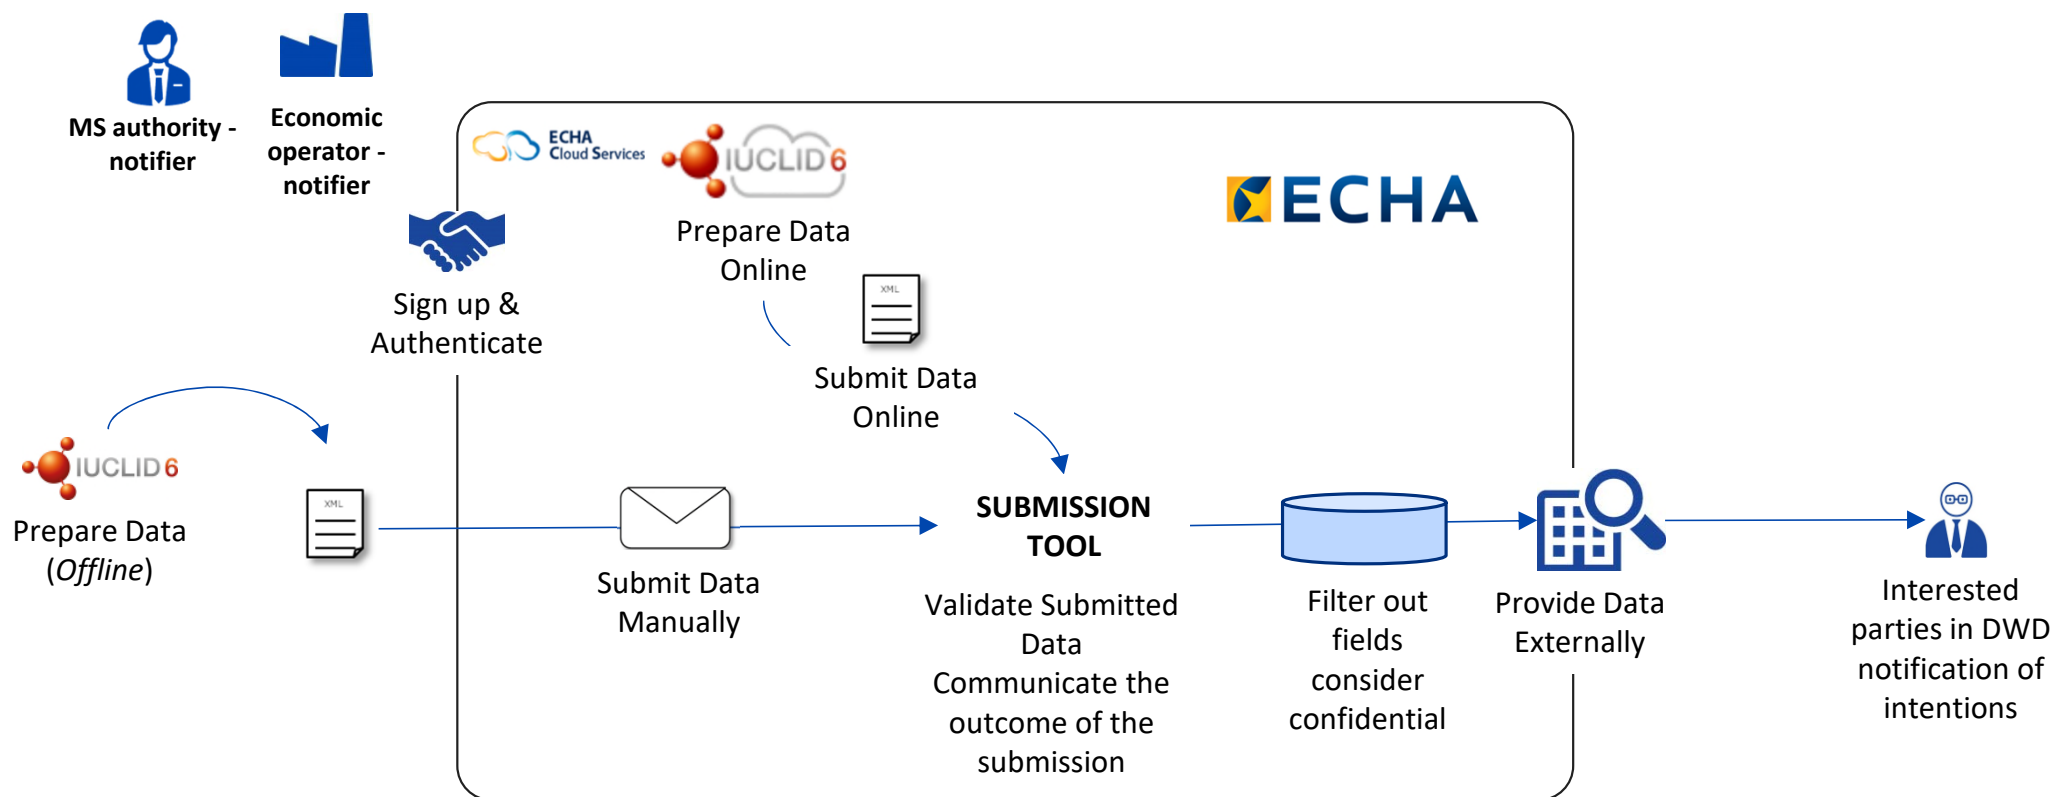 MS authority -
notifier
Economic
operator -
notifier
ECHA
Cloud Services
IUCLID 6
ECHA
Prepare Data
Online
Sign up &
Authenticate
XML
Submit Data
Online
IUCLID 6
Prepare Data
(Offline)
XML
Submit Data
Manually
SUBMISSION
TOOL
Validate Submitted
Data
Communicate the
outcome of the
submission
Filter out
fields
consider
confidential
Provide Data
Externally
Interested
parties in DWD
notification of
intentions